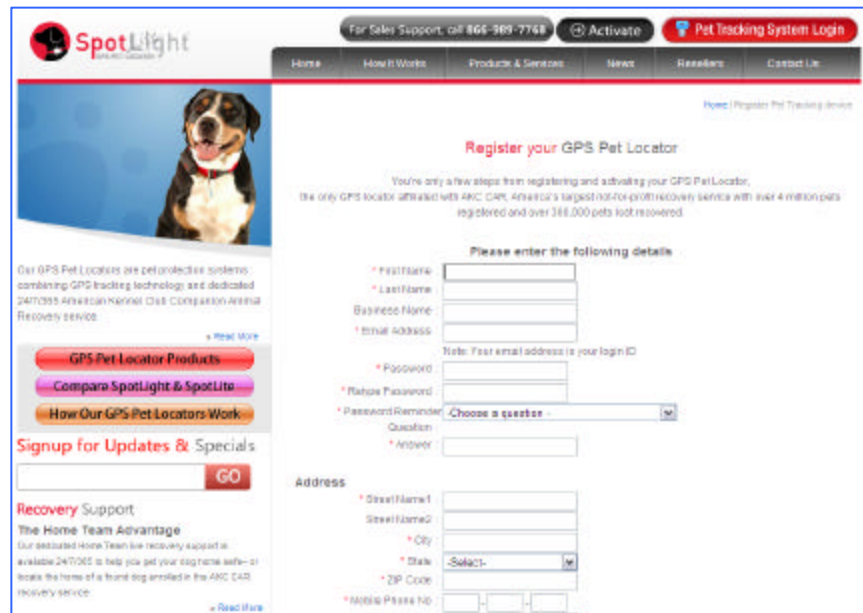 SpotLight
GPS PET LOCATOR
For Sales Support, call 866-989-7768
Activate
Pet Tracking System Login
Home
How It Works
Products & Services
News
Resellers
Contact Us
Home | Register Pet Tracking device
Register your GPS Pet Locator
You're only a few steps from registering and activating your GPS Pet Locator,
the only GPS locator affiliated with AKC CAR, America's largest not-for-profit recovery service with over 4 million pets
registered and over 380,000 pets lost recovered.
Please enter the following details
* First Name :
* Last Name :
Business Name :
* Email Address :
Note: Your email address is your login ID
* Password :
* Retype Password :
* Password Reminder
Question :
-Choose a question -
* Answer :
Address
* Street Name1 :
Street Name2 :
* City :
* State :
-Select-
* ZIP Code :
* Mobile Phone No :
- -
Our GPS Pet Locators are pet protection systems
combining GPS tracking technology and dedicated
24/7/365 American Kennel Club Companion Animal
Recovery service.
» Read More
GPS Pet Locator Products
Compare SpotLight & SpotLite
How Our GPS Pet Locators Work
Signup for Updates & Specials
GO
Recovery Support
The Home Team Advantage
Our dedicated Home Team live recovery support is
available 24/7/365 to help you get your dog home safe– or
locate the home of a found dog enrolled in the AKC CAR
recovery service.
» Read More